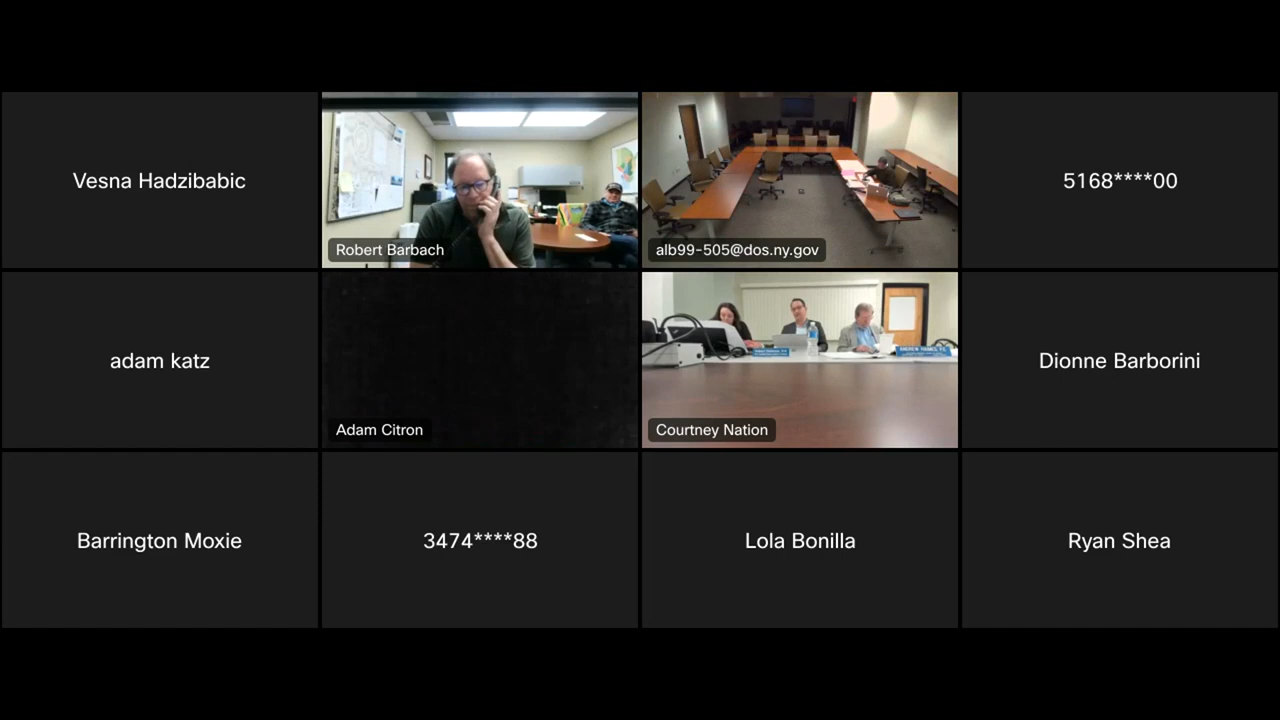 Vesna Hadzibabic
Robert Barbach
alb99-505@dos.ny.gov
5168****00
adam katz
Adam Citron
Courtney Nation
Dionne Barborini
Barrington Moxie
3474****88
Lola Bonilla
Ryan Shea